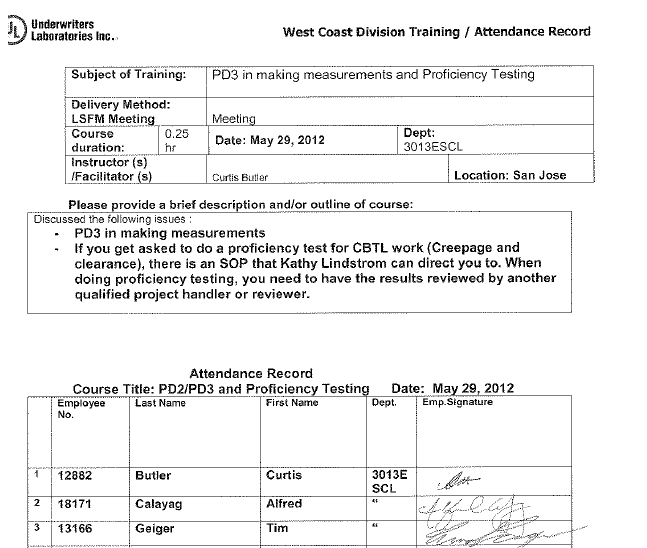 Underwriters
Laboratories Inc.
West Coast Division Training / Attendance Record
Subject of Training: PD3 in making measurements and Proficiency Testing
Delivery Method:
LSFM Meeting Meeting
Course
duration: 0.25
hr Date: May 29, 2012 Dept:
3013ESCL
Instructor (s)
/Facilitator (s) Curtis Butler Location: San Jose
Please provide a brief description and/or outline of course:
Discussed the following issues :
- PD3 in making measurements
- If you get asked to do a proficiency test for CBTL work (Creepage and
clearance), there is an SOP that Kathy Lindstrom can direct you to. When
doing proficiency testing, you need to have the results reviewed by another
qualified project handler or reviewer.
Attendance Record
Course Title: PD2/PD3 and Proficiency Testing Date: May 29, 2012
Employee
No. Last Name First Name Dept. Emp.Signature
1 12882 Butler Curtis 3013E
SCL
2 18171 Calayag Alfred "
3 13166 Geiger Tim "